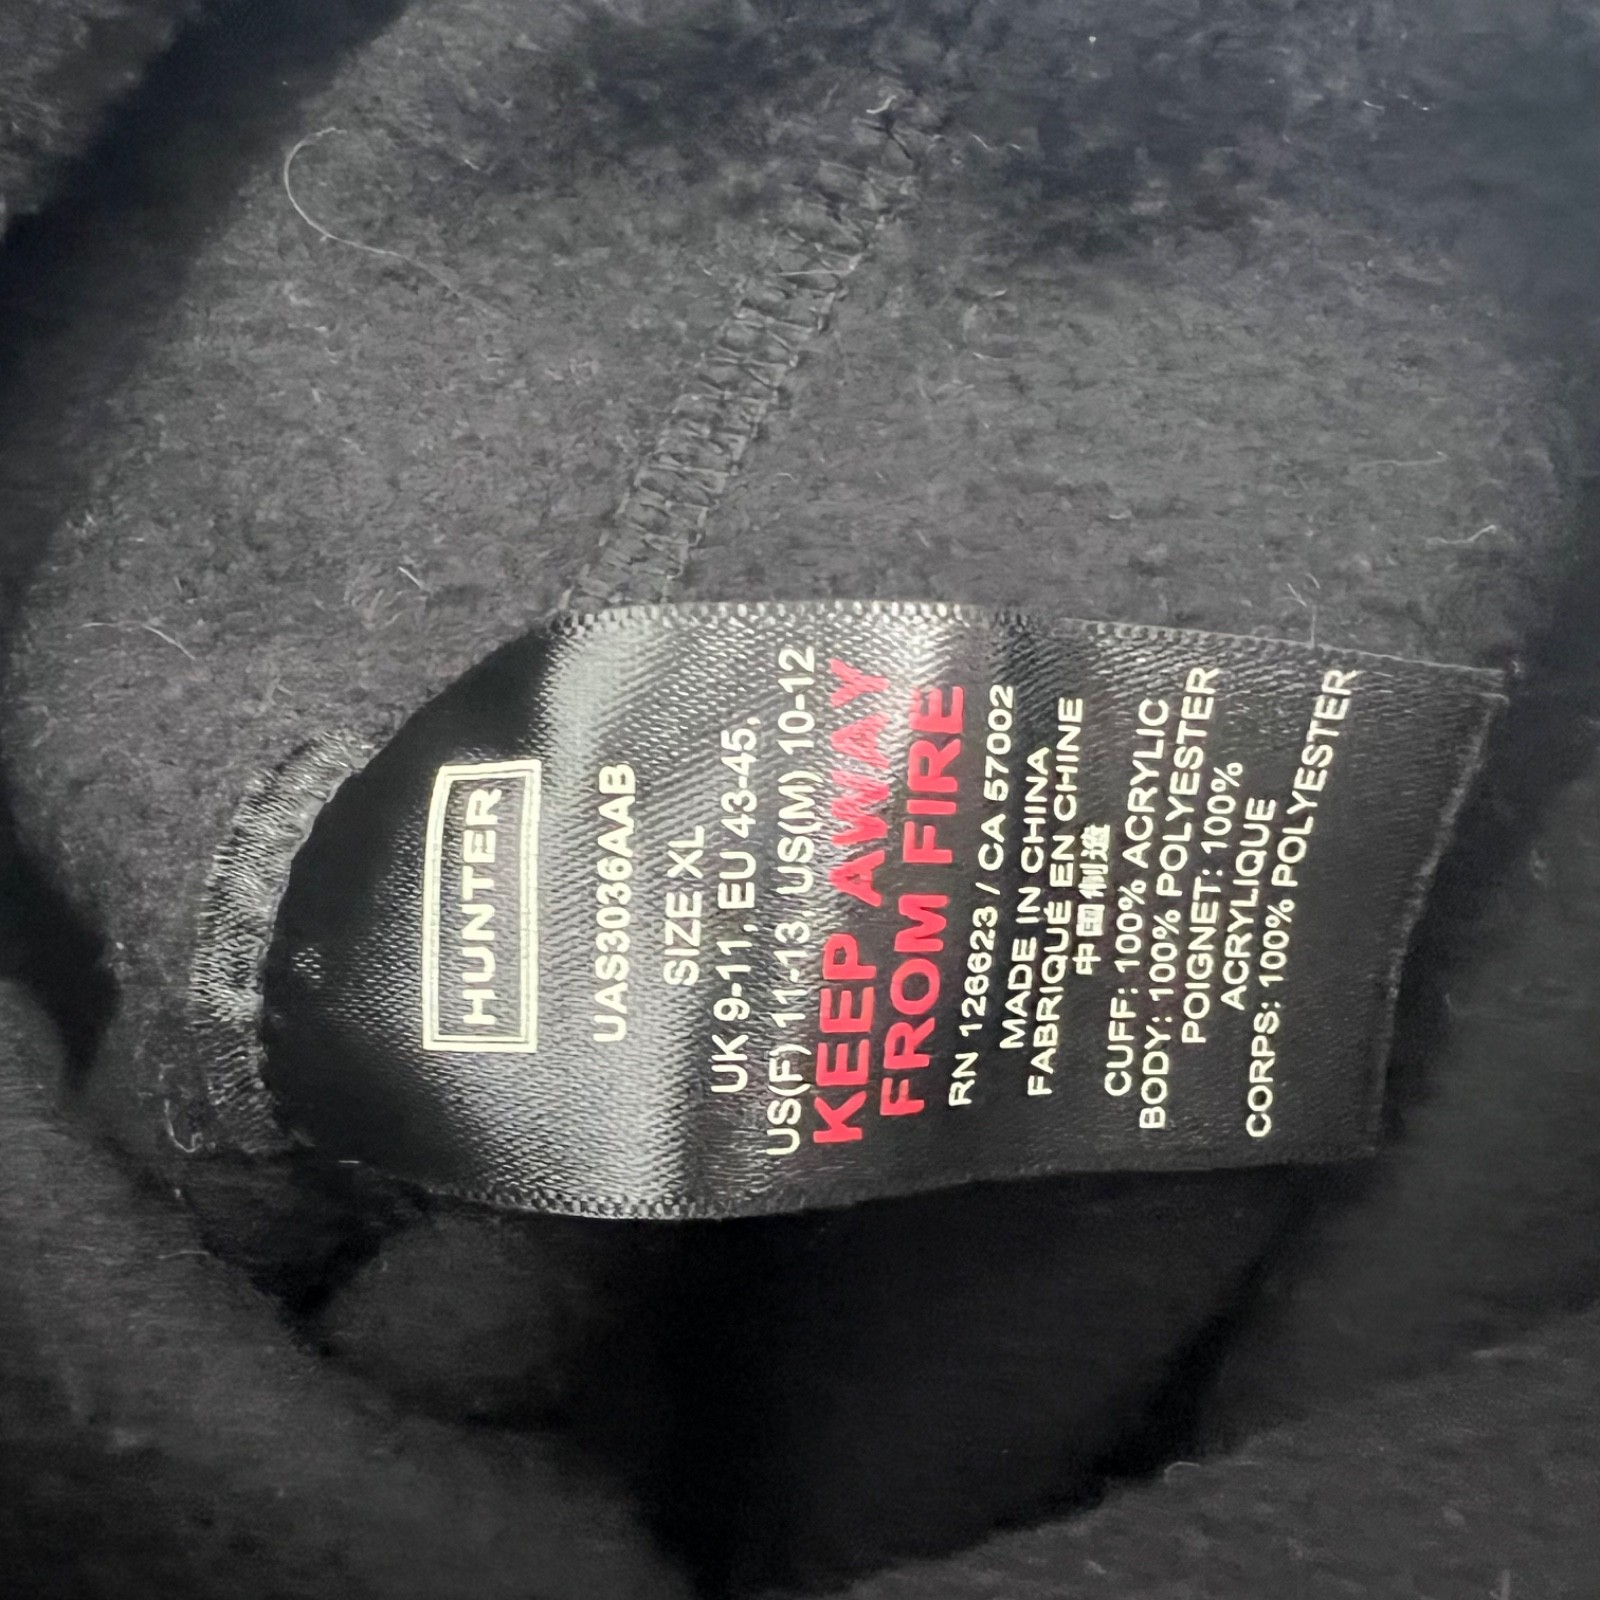 HUNTER
UAS3036AAB
SIZE XL
UK 9-11, EU 43-45,
US(F) 11-13, US(M) 10-12
KEEP AWAY
FROM FIRE
RN 126623 / CA 57002
MADE IN CHINA
FABRIQUÉ EN CHINE
中国制造
CUFF: 100% ACRYLIC
BODY: 100% POLYESTER
POIGNET: 100%
ACRYLIQUE
CORPS: 100% POLYESTER